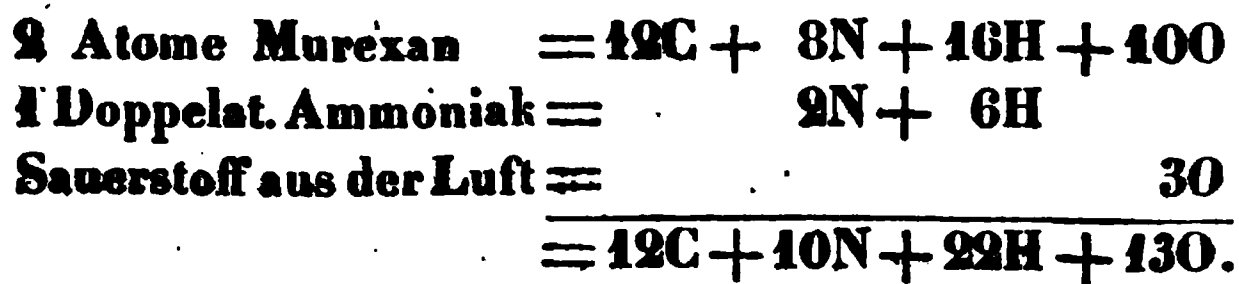 2 Atome Murexan = 12C + 8N + 16H + 10O
1 Doppelat. Ammoniak = 2N + 6H
Sauerstoff aus der Luft = 3O
= 12C + 10N + 22H + 13O.